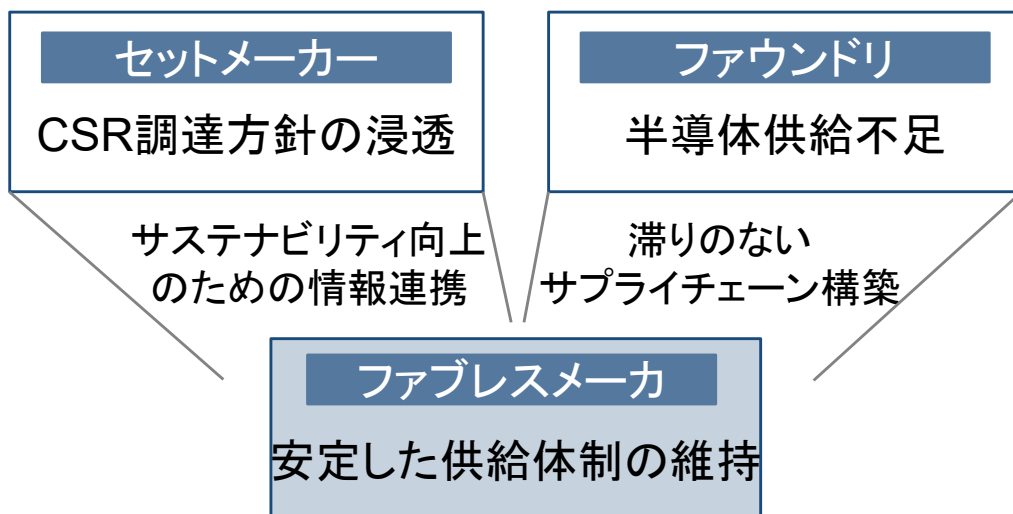 セットメーカー
CSR調達方針の浸透
ファウンドリ
半導体供給不足
サステナビリティ向上
のための情報連携
滞りのない
サプライチェーン構築
ファブレスメーカ
安定した供給体制の維持